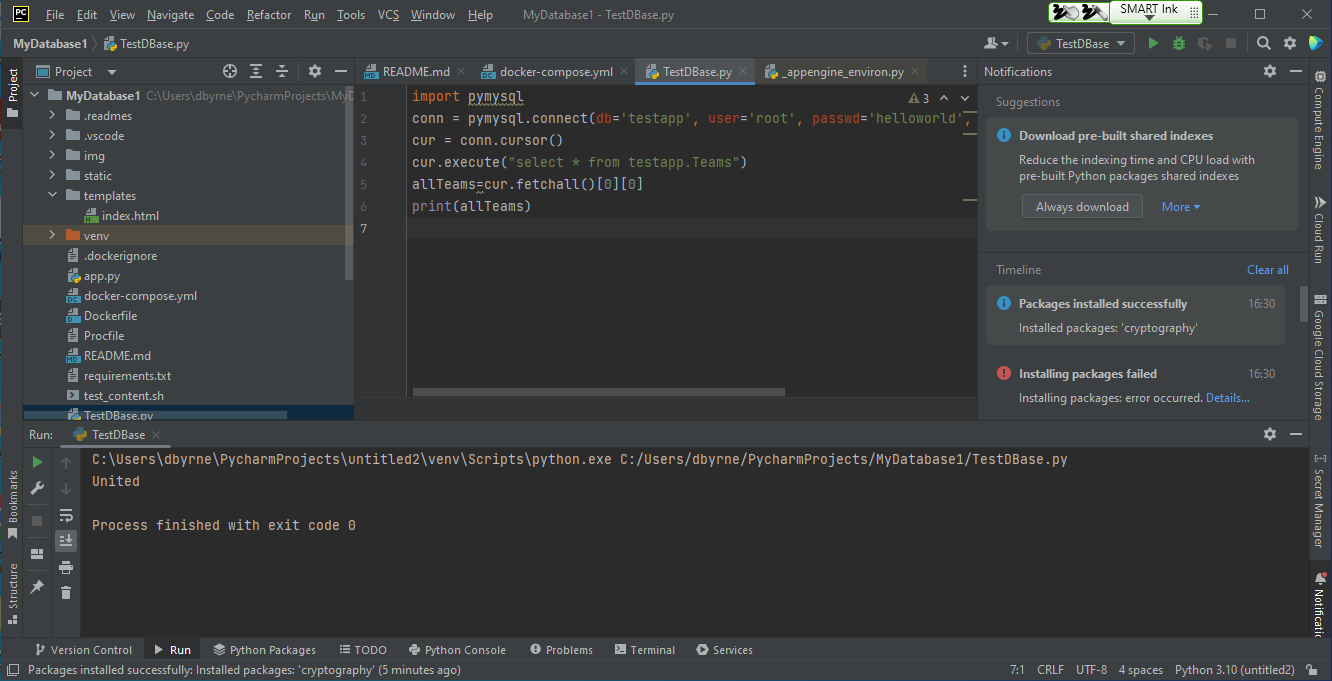 PC File Edit View Navigate Code Refactor Run Tools VCS Window Help MyDatabase1 - TestDBase.py SMART Ink
MyDatabase1 TestDBase.py TestDBase
Project
Project
README.md docker-compose.yml TestDBase.py _appengine_environ.py
Notifications
MyDatabase1 C:\Users\dbyrne\PycharmProjects\MyD
.readmes
.vscode
img
static
templates
index.html
venv
.dockerignore
app.py
docker-compose.yml
Dockerfile
Procfile
README.md
requirements.txt
test_content.sh
TestDBase.py
1 import pymysql
3
2 conn = pymysql.connect(db='testapp', user='root', passwd='helloworld',
3 cur = conn.cursor()
4 cur.execute("select * from testapp.Teams")
5 allTeams=cur.fetchall()[0][0]
6 print(allTeams)
7
Suggestions
Download pre-built shared indexes
Reduce the indexing time and CPU load with
pre-built Python packages shared indexes
Always download More
Timeline Clear all
Packages installed successfully 16:30
Installed packages: 'cryptography'
Installing packages failed 16:30
Installing packages: error occurred. Details...
Compute Engine
Cloud Run
Google Cloud Storage
Secret Manager
Notificati
Run: TestDBase
C:\Users\dbyrne\PycharmProjects\untitled2\venv\Scripts\python.exe C:/Users/dbyrne/PycharmProjects/MyDatabase1/TestDBase.py
United
Process finished with exit code 0
Bookmarks
Structure
Version Control Run Python Packages TODO Python Console Problems Terminal Services
Packages installed successfully: Installed packages: 'cryptography' (5 minutes ago) 7:1 CRLF UTF-8 4 spaces Python 3.10 (untitled2)